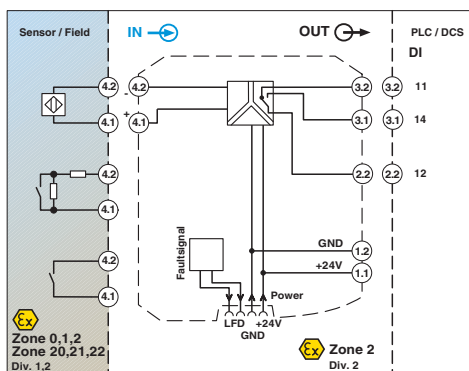 Sensor / Field
IN
OUT
PLC / DCS
DI
4.2
- 4.2
3.2
3.2
11
4.1
+ 4.1
3.1
3.1
14
4.2
2.2
2.2
12
4.1
Faultsignal
GND
1.2
4.2
+24V
1.1
4.1
Power
LFD
+24V
GND
Ex
Zone 0,1,2
Zone 20,21,22
Div. 1,2
Ex
Zone 2
Div. 2